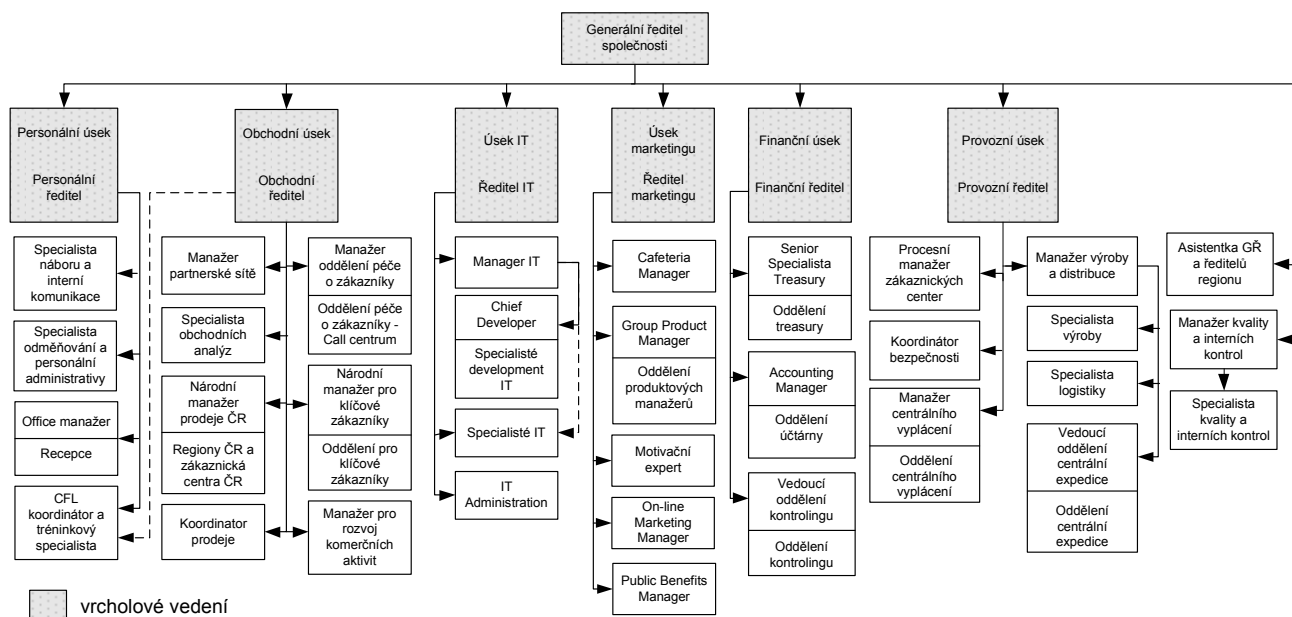 Generální ředitel
společnosti
Personální úsek
Personální
ředitel
Obchodní úsek
Obchodní
ředitel
Úsek IT
Ředitel IT
Úsek
marketingu
Ředitel
marketingu
Finanční úsek
Finanční ředitel
Provozní úsek
Provozní ředitel
Specialista
náboru a
interní
komunikace
Specialista
odměňování a
personální
administrativy
Office manažer
Recepce
CFL
koordinátor a
tréninkový
specialista
Manažer
partnerské sítě
Specialista
obchodních
analýz
Národní
manažer
prodeje ČR
Regiony ČR a
zákaznická
centra ČR
Koordinator
prodeje
Manažer
oddělení péče
o zákazníky
Oddělení péče
o zákazníky -
Call centrum
Národní
manažer pro
klíčové
zákazníky
Oddělení pro
klíčové
zákazníky
Manažer pro
rozvoj
komerčních
aktivit
Manager IT
Chief
Developer
Specialisté
development
IT
Specialisté IT
IT
Administration
Cafeteria
Manager
Group Product
Manager
Oddělení
produktových
manažerů
Motivační
expert
On-line
Marketing
Manager
Public Benefits
Manager
Senior
Specialista
Treasury
Oddělení
treasury
Accounting
Manager
Oddělení
účtárny
Vedoucí
oddělení
kontrolingu
Oddělení
kontrolingu
Procesní
manažer
zákaznických
center
Koordinátor
bezpečnosti
Manažer
centrálního
vyplácení
Oddělení
centrálního
vyplácení
Manažer výroby
a distribuce
Specialista
výroby
Specialista
logistiky
Vedoucí
oddělení
centrální
expedice
Oddělení
centrální
expedice
Asistentka GŘ
a ředitelů
regionu
Manažer kvality
a interních
kontrol
Specialista
kvality a
interních kontrol
vrcholové vedení